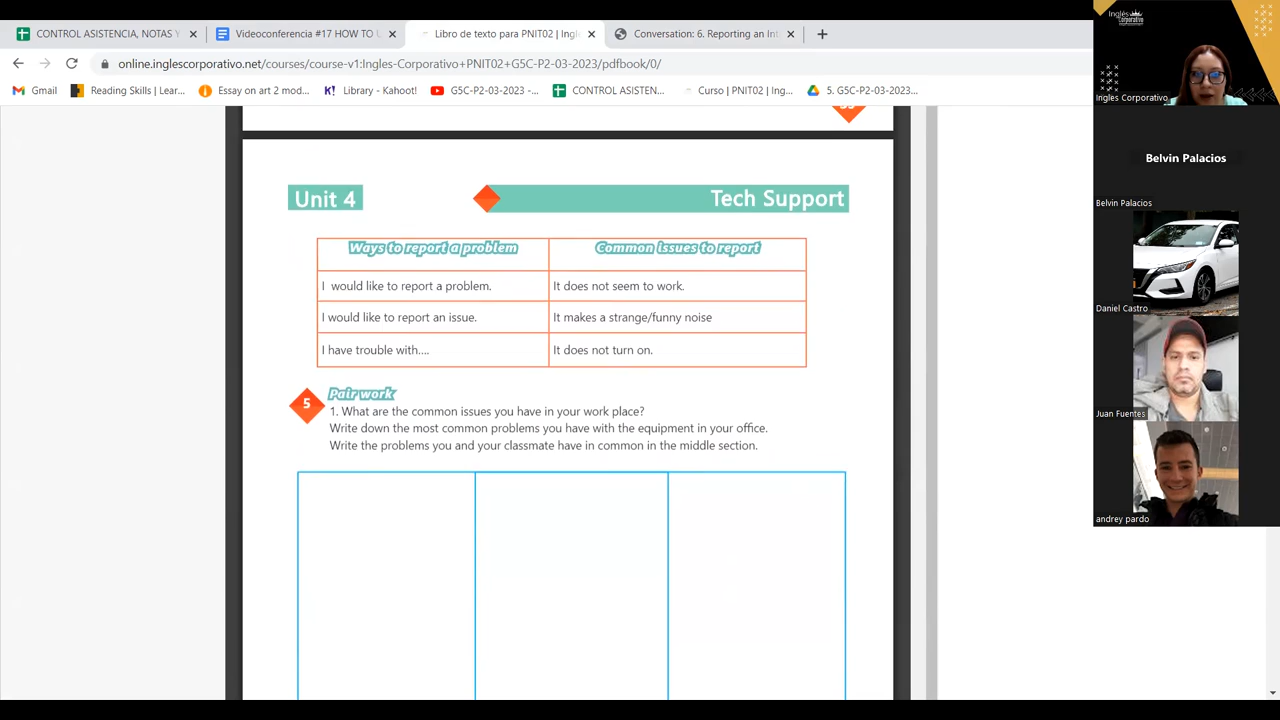 CONTROL ASISTENCIA, NOTAS Y
Videoconferencia #17 HOW TO U
Libro de texto para PNIT02 | Ingl
Conversation: 6. Reporting an Int
online.inglescorporativo.net/courses/course-v1:Ingles-Corporativo+PNIT02+G5C-P2-03-2023/pdfbook/0/
Gmail
Reading Skills | Lear...
Essay on art 2 mod...
Library - Kahoot!
G5C-P2-03-2023 -...
CONTROL ASISTEN...
Curso | PNIT02 | Ing...
5. G5C-P2-03-2023...
Unit 4
Tech Support
Ways to report a problem
Common issues to report
I would like to report a problem.
It does not seem to work.
I would like to report an issue.
It makes a strange/funny noise
I have trouble with....
It does not turn on.
5
Pair work
1. What are the common issues you have in your work place?
Write down the most common problems you have with the equipment in your office.
Write the problems you and your classmate have in common in the middle section.
Inglés
Corporativo
Ingles Corporativo
Belvin Palacios
Belvin Palacios
Daniel Castro
Juan Fuentes
andrey pardo